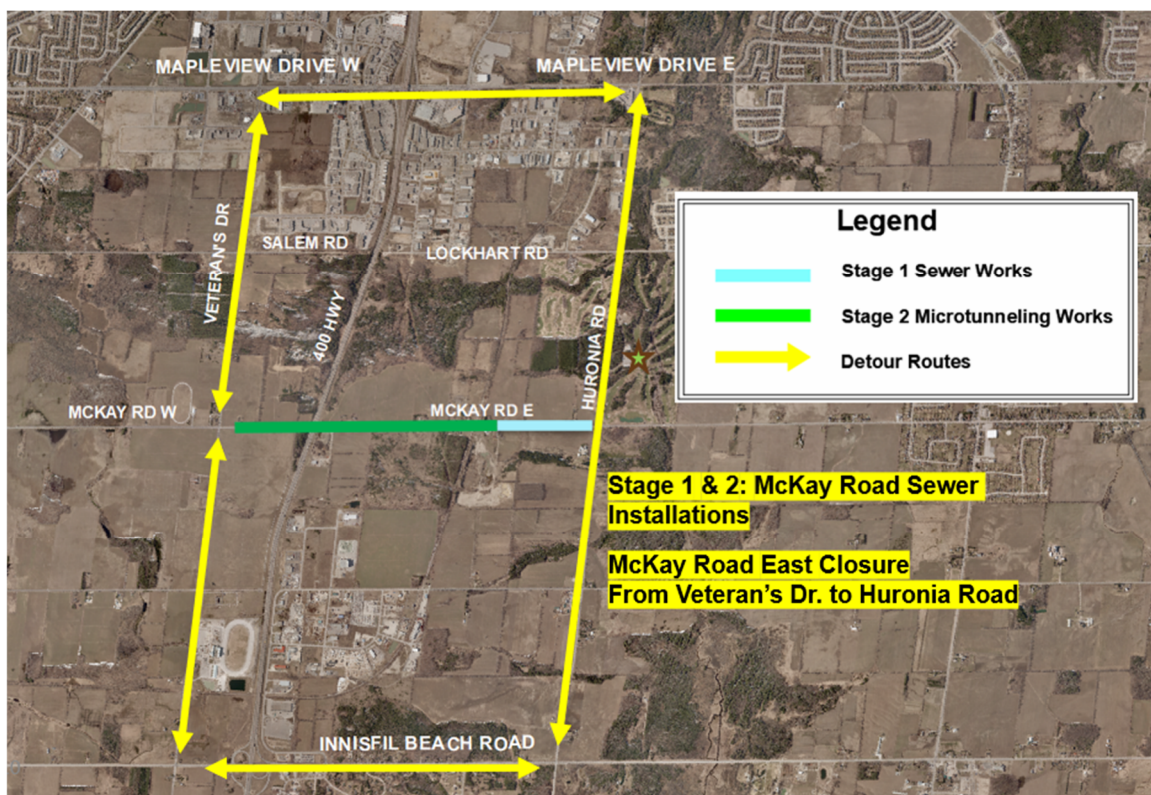 MAPLEVIEW DRIVE W
MAPLEVIEW DRIVE E
VETERAN'S DR
SALEM RD
LOCKHART RD
400 HWY
HURONIA RD
MCKAY RD W
MCKAY RD E
INNISFIL BEACH ROAD
Legend
Stage 1 Sewer Works
Stage 2 Microtunneling Works
Detour Routes
Stage 1 & 2: McKay Road Sewer
Installations
McKay Road East Closure
From Veteran's Dr. to Huronia Road